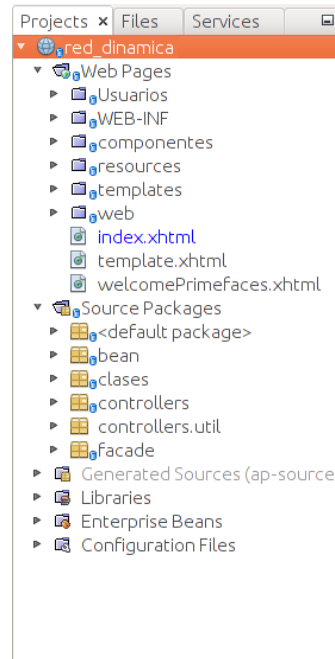 Projects × Files Services
red_dinamica
Web Pages
Usuarios
WEB-INF
componentes
resources
templates
web
index.xhtml
template.xhtml
welcomePrimefaces.xhtml
Source Packages
<default package>
bean
clases
controllers
controllers.util
facade
Generated Sources (ap-source
Libraries
Enterprise Beans
Configuration Files